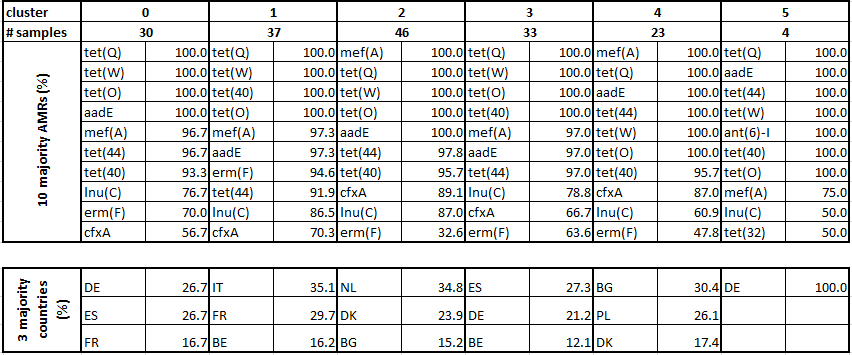 cluster 0 1 2 3 4 5
# samples 30 37 46 33 23 4
10 majority AMRs (%)
tet(Q) 100.0 tet(Q) 100.0 mef(A) 100.0 tet(Q) 100.0 mef(A) 100.0 tet(Q) 100.0
tet(W) 100.0 tet(W) 100.0 tet(Q) 100.0 tet(W) 100.0 tet(Q) 100.0 aadE 100.0
tet(O) 100.0 tet(40) 100.0 tet(W) 100.0 tet(O) 100.0 aadE 100.0 tet(44) 100.0
aadE 100.0 tet(O) 100.0 tet(O) 100.0 tet(40) 100.0 tet(44) 100.0 tet(W) 100.0
mef(A) 96.7 mef(A) 97.3 aadE 100.0 mef(A) 97.0 tet(W) 100.0 ant(6)-I 100.0
tet(44) 96.7 aadE 97.3 tet(44) 97.8 aadE 97.0 tet(O) 100.0 tet(40) 100.0
tet(40) 93.3 erm(F) 94.6 tet(40) 95.7 tet(44) 97.0 tet(40) 95.7 tet(O) 100.0
lnu(C) 76.7 tet(44) 91.9 cfxA 89.1 lnu(C) 78.8 cfxA 87.0 mef(A) 75.0
erm(F) 70.0 lnu(C) 86.5 lnu(C) 87.0 cfxA 66.7 lnu(C) 60.9 lnu(C) 50.0
cfxA 56.7 cfxA 70.3 erm(F) 32.6 erm(F) 63.6 erm(F) 47.8 tet(32) 50.0
3 majority
countries
(%)
DE 26.7 IT 35.1 NL 34.8 ES 27.3 BG 30.4 DE 100.0
ES 26.7 FR 29.7 DK 23.9 DE 21.2 PL 26.1
FR 16.7 BE 16.2 BG 15.2 BE 12.1 DK 17.4